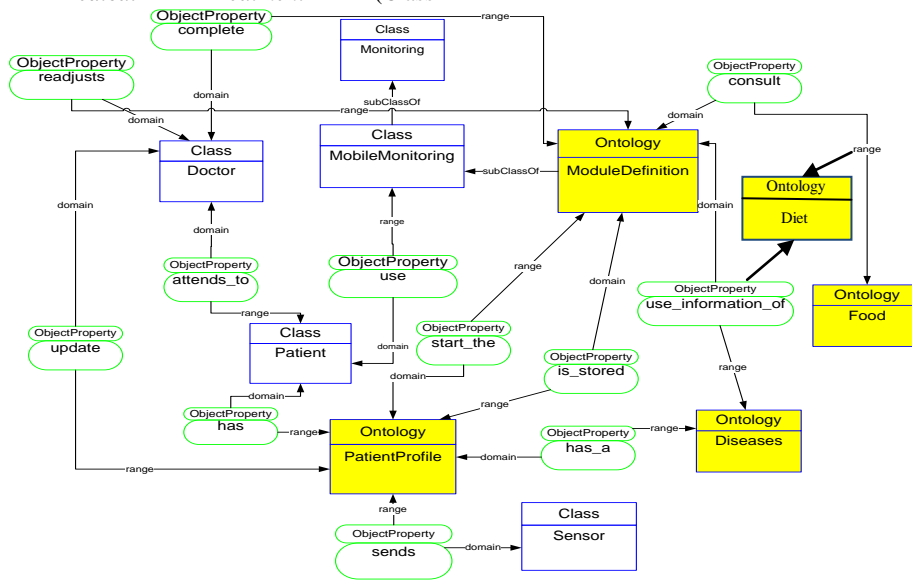 (Class
ObjectProperty
complete
range
Class
Monitoring
ObjectProperty
readjusts
ObjectProperty
consult
domain
subClassOf
range
domain
domain
Class
Doctor
Class
MobileMonitoring
subClassOf
Ontology
ModuleDefinition
range
Ontology
Diet
domain
domain
domain
range
ObjectProperty
attends_to
ObjectProperty
use
range
domain
ObjectProperty
use_information_of
Ontology
Food
range
Class
Patient
ObjectProperty
update
domain
ObjectProperty
start_the
ObjectProperty
is_stored
range
domain
domain
range
ObjectProperty
has
range
Ontology
PatientProfile
ObjectProperty
has_a
range
Ontology
Diseases
domain
range
range
Class
Sensor
ObjectProperty
sends
domain